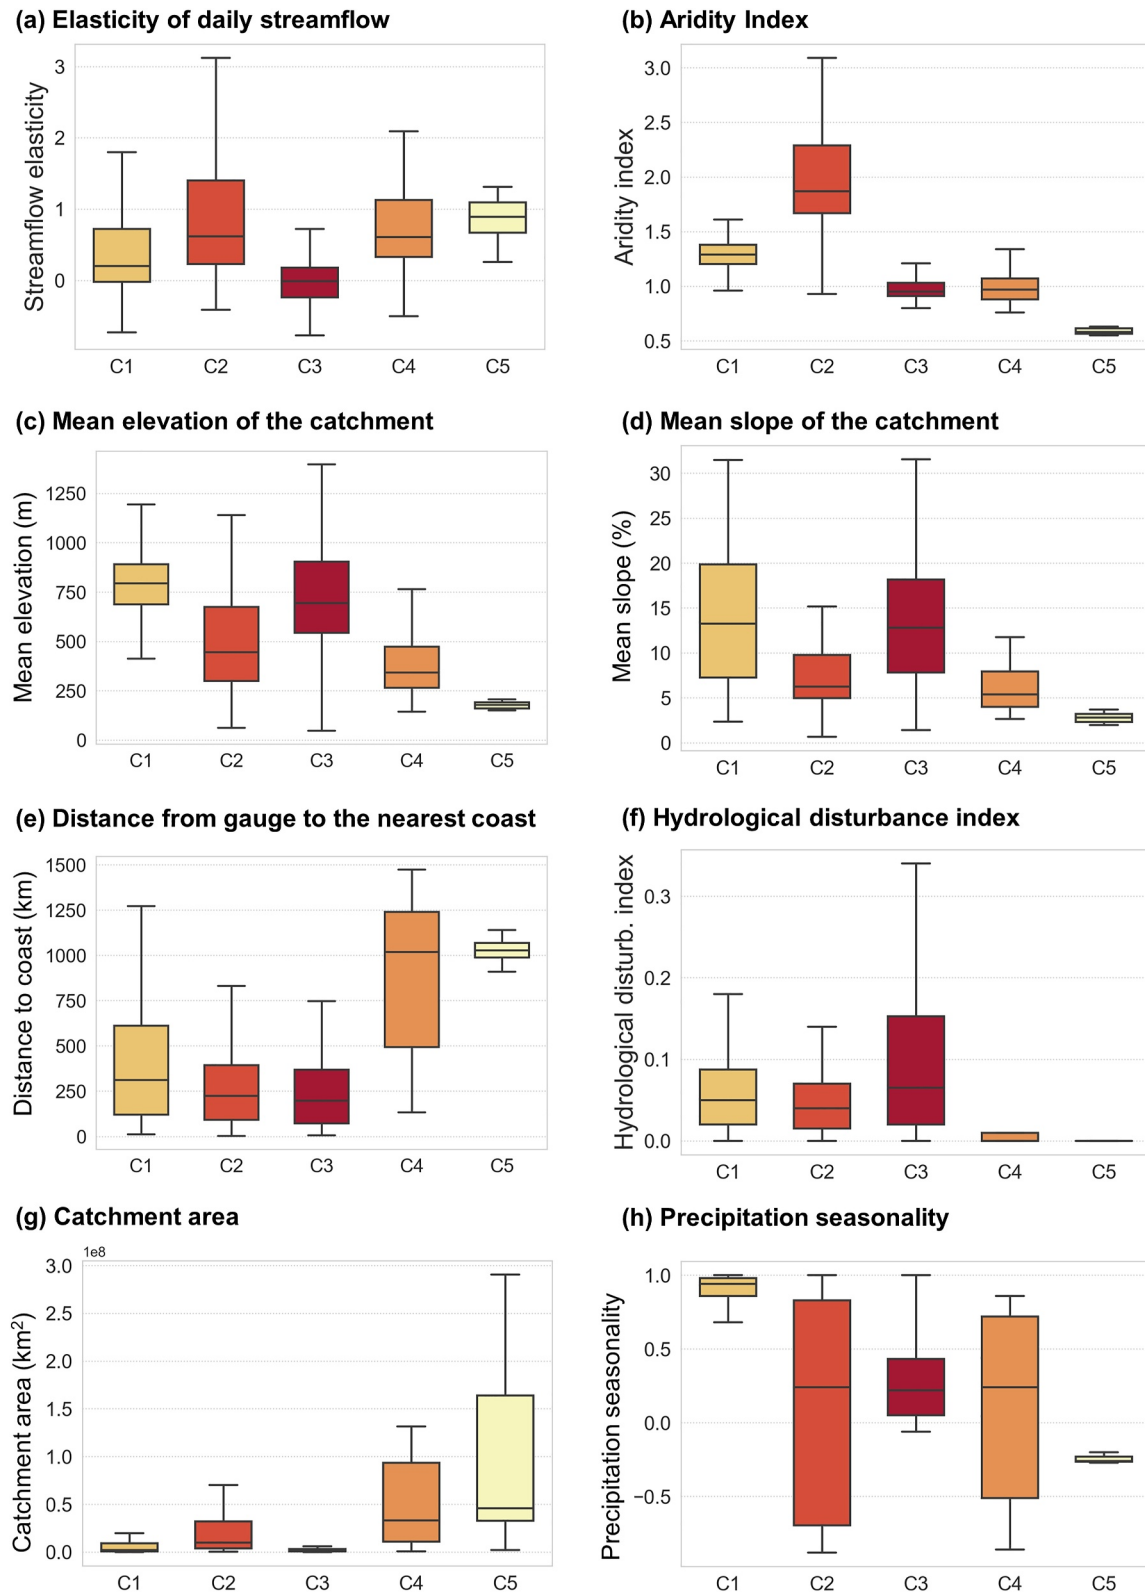 (a) Elasticity of daily streamflow
Streamflow elasticity
3
2
1
0
C1 C2 C3 C4 C5
(b) Aridity Index
Aridity index
3.0
2.5
2.0
1.5
1.0
0.5
C1 C2 C3 C4 C5
(c) Mean elevation of the catchment
Mean elevation (m)
1250
1000
750
500
250
0
C1 C2 C3 C4 C5
(d) Mean slope of the catchment
Mean slope (%)
30
25
20
15
10
5
0
C1 C2 C3 C4 C5
(e) Distance from gauge to the nearest coast
Distance to coast (km)
1500
1250
1000
750
500
250
0
C1 C2 C3 C4 C5
(f) Hydrological disturbance index
Hydrological disturb. index
0.3
0.2
0.1
0.0
C1 C2 C3 C4 C5
(g) Catchment area
Catchment area (km²)
1e8
3.0
2.5
2.0
1.5
1.0
0.5
0.0
C1 C2 C3 C4 C5
(h) Precipitation seasonality
Precipitation seasonality
1.0
0.5
0.0
−0.5
C1 C2 C3 C4 C5